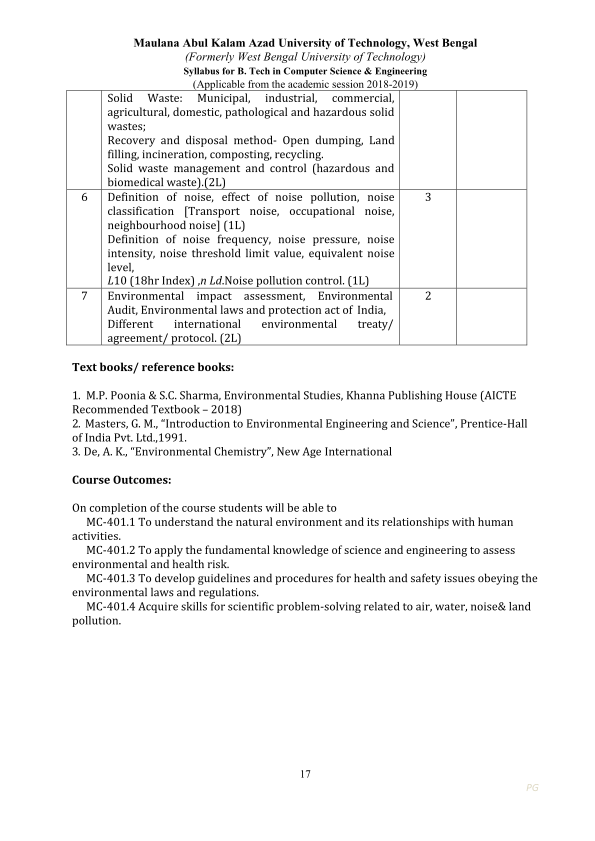 Maulana Abul Kalam Azad University of Technology, West Bengal
(Formerly West Bengal University of Technology)
Syllabus for B. Tech in Computer Science & Engineering
(Applicable from the academic session 2018-2019)
Solid Waste: Municipal, industrial, commercial,
agricultural, domestic, pathological and hazardous solid
wastes;
Recovery and disposal method- Open dumping, Land
filling, incineration, composting, recycling.
Solid waste management and control (hazardous and
biomedical waste).(2L)
6 Definition of noise, effect of noise pollution, noise 3
classification [Transport noise, occupational noise,
neighbourhood noise] (1L)
Definition of noise frequency, noise pressure, noise
intensity, noise threshold limit value, equivalent noise
level,
L10 (18hr Index) ,n Ld.Noise pollution control. (1L)
7 Environmental impact assessment, Environmental 2
Audit, Environmental laws and protection act of India,
Different international environmental treaty/
agreement/ protocol. (2L)
Text books/ reference books:
1. M.P. Poonia & S.C. Sharma, Environmental Studies, Khanna Publishing House (AICTE
Recommended Textbook – 2018)
2. Masters, G. M., “Introduction to Environmental Engineering and Science”, Prentice-Hall
of India Pvt. Ltd.,1991.
3. De, A. K., “Environmental Chemistry”, New Age International
Course Outcomes:
On completion of the course students will be able to
MC-401.1 To understand the natural environment and its relationships with human
activities.
MC-401.2 To apply the fundamental knowledge of science and engineering to assess
environmental and health risk.
MC-401.3 To develop guidelines and procedures for health and safety issues obeying the
environmental laws and regulations.
MC-401.4 Acquire skills for scientific problem-solving related to air, water, noise& land
pollution.
17
PG